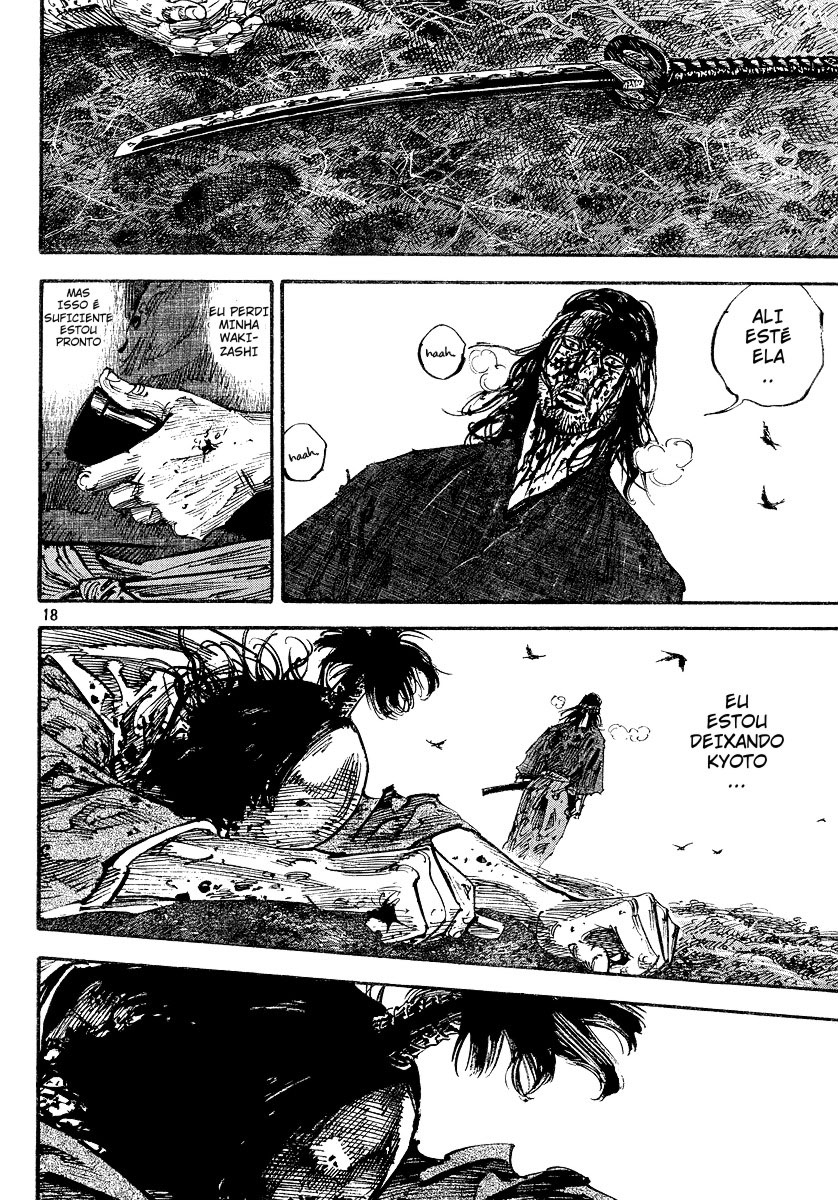 ALI
ESTÉ
ELA
..
haah
haah
EU PERDI
MINHA
WAKI-
ZASHI
MAS
ISSO É
SUFICIENTE
ESTOU
PRONTO
18
EU
ESTOU
DEIXANDO
KYOTO
...